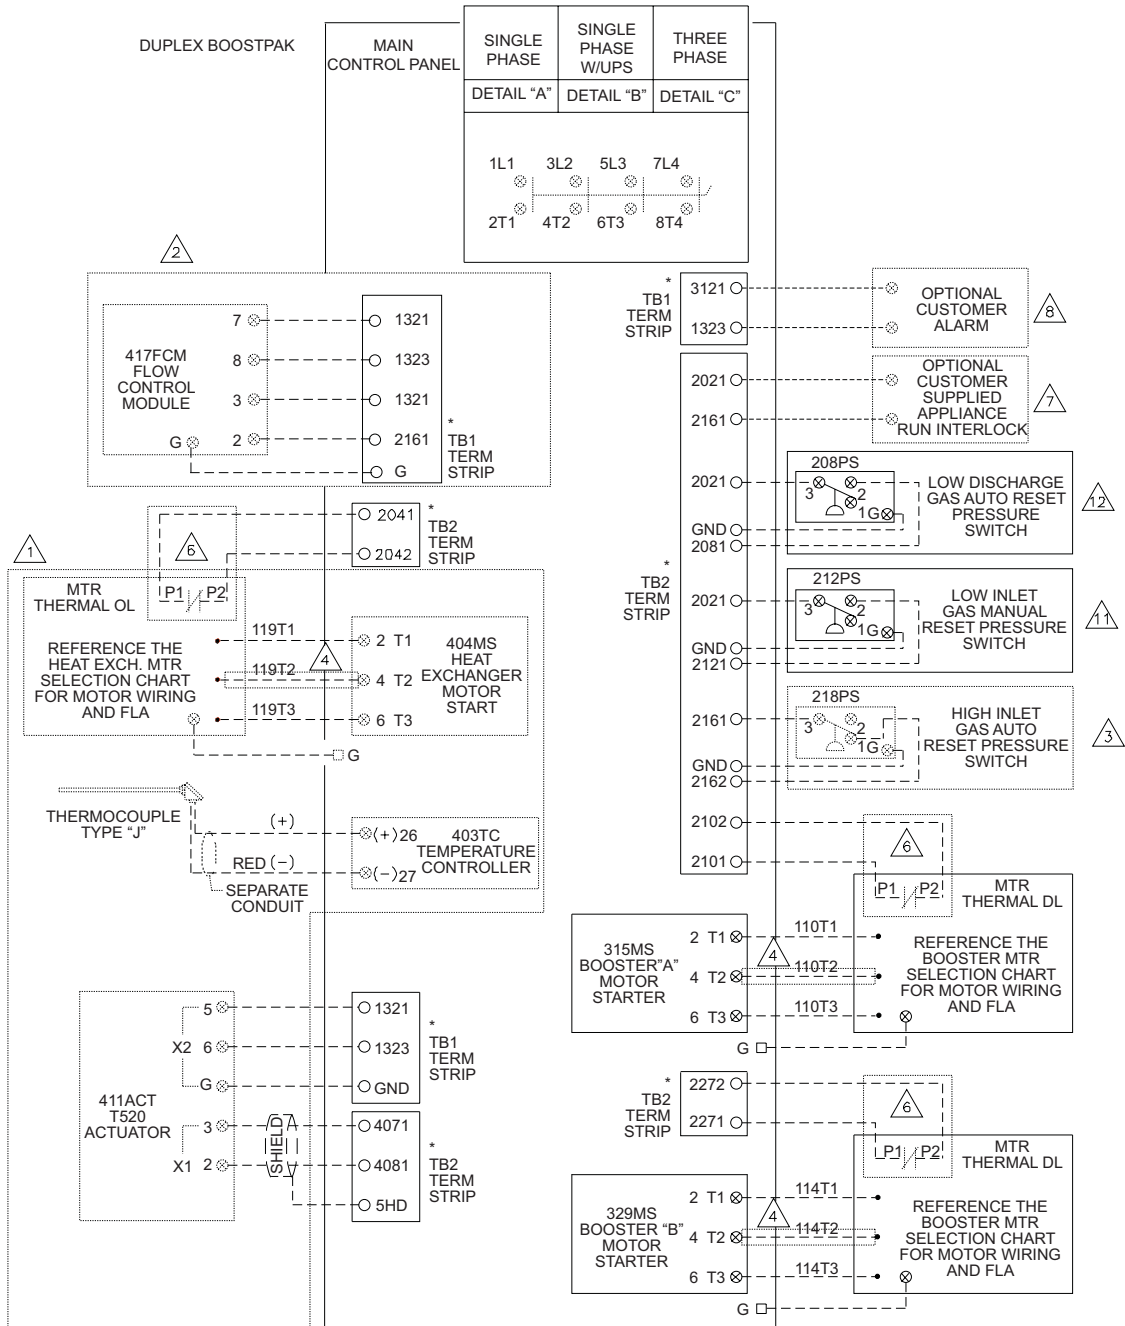 DUPLEX BOOSTPAK
MAIN
CONTROL PANEL
SINGLE
PHASE
SINGLE
PHASE
W/UPS
THREE
PHASE
DETAIL "A"
DETAIL "B"
DETAIL "C"
1L1 3L2 5L3 7L4
2T1 4T2 6T3 8T4
2
417FCM
FLOW
CONTROL
MODULE
7
8
3
2
G
1321
1323
1321
2161
G
*
TB1
TERM
STRIP
2041
2042
*
TB2
TERM
STRIP
1
6
MTR
THERMAL OL
P1 P2
REFERENCE THE
HEAT EXCH. MTR
SELECTION CHART
FOR MOTOR WIRING
AND FLA
119T1
119T2
119T3
4
2 T1
4 T2
6 T3
404MS
HEAT
EXCHANGER
MOTOR
START
G
THERMOCOUPLE
TYPE "J"
(+)
RED (-)
SEPARATE
CONDUIT
(+)26
(-)27
403TC
TEMPERATURE
CONTROLLER
411ACT
T520
ACTUATOR
X2
5
6
G
X1
3
2
SHIELD
1321
1323
GND
*
TB1
TERM
STRIP
4071
4081
5HD
*
TB2
TERM
STRIP
*
TB1
TERM
STRIP
3121
1323
OPTIONAL
CUSTOMER
ALARM
8
2021
2161
OPTIONAL
CUSTOMER
SUPPLIED
APPLIANCE
RUN INTERLOCK
7
2021
GND
2081
208PS
3
2
1G
LOW DISCHARGE
GAS AUTO RESET
PRESSURE
SWITCH
12
*
TB2
TERM
STRIP
2021
GND
2121
212PS
3
2
1G
LOW INLET
GAS MANUAL
RESET PRESSURE
SWITCH
11
2161
GND
2162
218PS
3
2
1G
HIGH INLET
GAS AUTO
RESET PRESSURE
SWITCH
3
2102
2101
6
P1 P2
MTR
THERMAL DL
315MS
BOOSTER"A"
MOTOR
STARTER
2 T1
4 T2
6 T3
4
110T1
110T2
110T3
REFERENCE THE
BOOSTER MTR
SELECTION CHART
FOR MOTOR WIRING
AND FLA
G
*
TB2
TERM
STRIP
2272
2271
6
P1 P2
MTR
THERMAL DL
329MS
BOOSTER "B"
MOTOR
STARTER
2 T1
4 T2
6 T3
4
114T1
114T2
114T3
REFERENCE THE
BOOSTER MTR
SELECTION CHART
FOR MOTOR WIRING
AND FLA
G